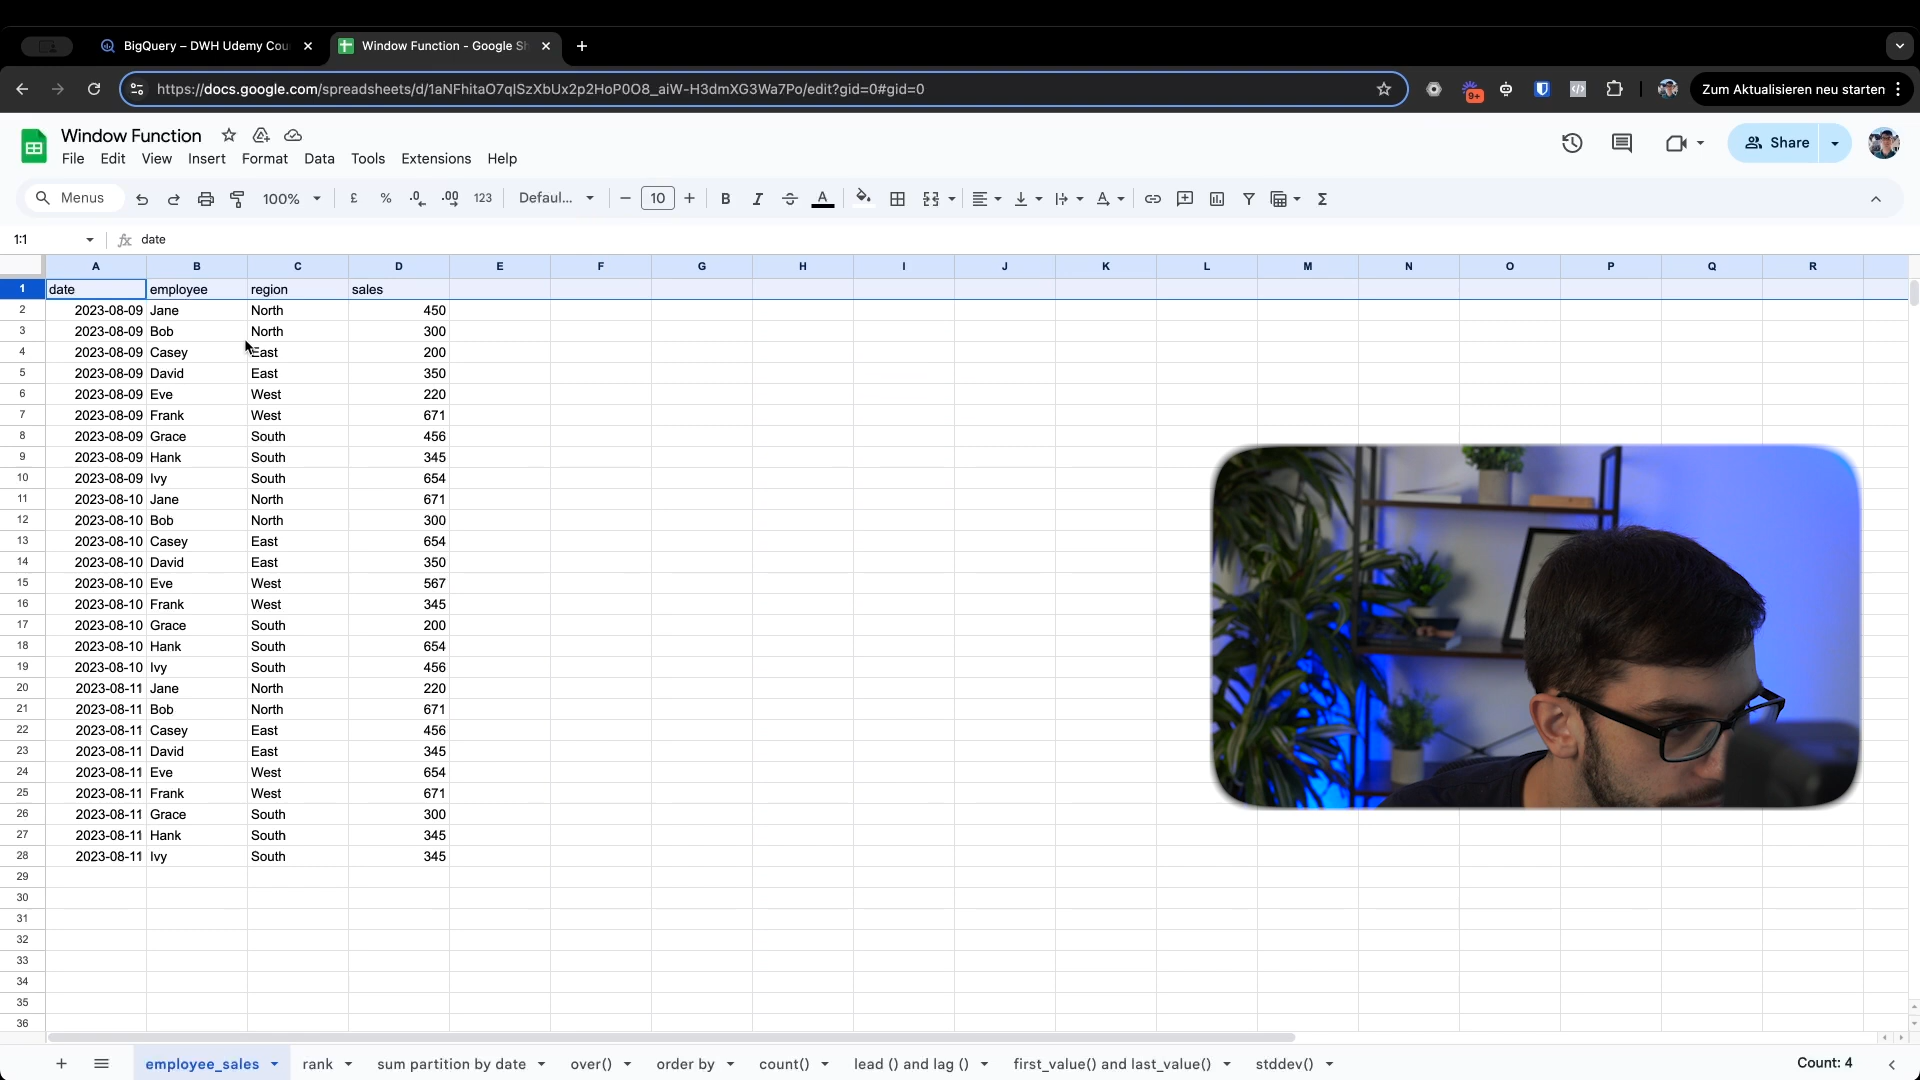 BigQuery – DWH Udemy Cou
Window Function - Google Sh
https://docs.google.com/spreadsheets/d/1aNFhitaO7qlSzXbUx2p2HoP0O8_aiW-H3dmXG3Wa7Po/edit?gid=0#gid=0
9+
Zum Aktualisieren neu starten
Window Function
File Edit View Insert Format Data Tools Extensions Help
Share
Menus
100%
£ % .0 .00 123
Defaul...
10
B I A
1:1
fx date
A B C D E F G H I J K L M N O P Q R
1 date employee region sales
2 2023-08-09 Jane North 450
3 2023-08-09 Bob North 300
4 2023-08-09 Casey East 200
5 2023-08-09 David East 350
6 2023-08-09 Eve West 220
7 2023-08-09 Frank West 671
8 2023-08-09 Grace South 456
9 2023-08-09 Hank South 345
10 2023-08-09 Ivy South 654
11 2023-08-10 Jane North 671
12 2023-08-10 Bob North 300
13 2023-08-10 Casey East 654
14 2023-08-10 David East 350
15 2023-08-10 Eve West 567
16 2023-08-10 Frank West 345
17 2023-08-10 Grace South 200
18 2023-08-10 Hank South 654
19 2023-08-10 Ivy South 456
20 2023-08-11 Jane North 220
21 2023-08-11 Bob North 671
22 2023-08-11 Casey East 456
23 2023-08-11 David East 345
24 2023-08-11 Eve West 654
25 2023-08-11 Frank West 671
26 2023-08-11 Grace South 300
27 2023-08-11 Hank South 345
28 2023-08-11 Ivy South 345
29
30
31
32
33
34
35
36
employee_sales rank sum partition by date over() order by count() lead () and lag () first_value() and last_value() stddev() Count: 4